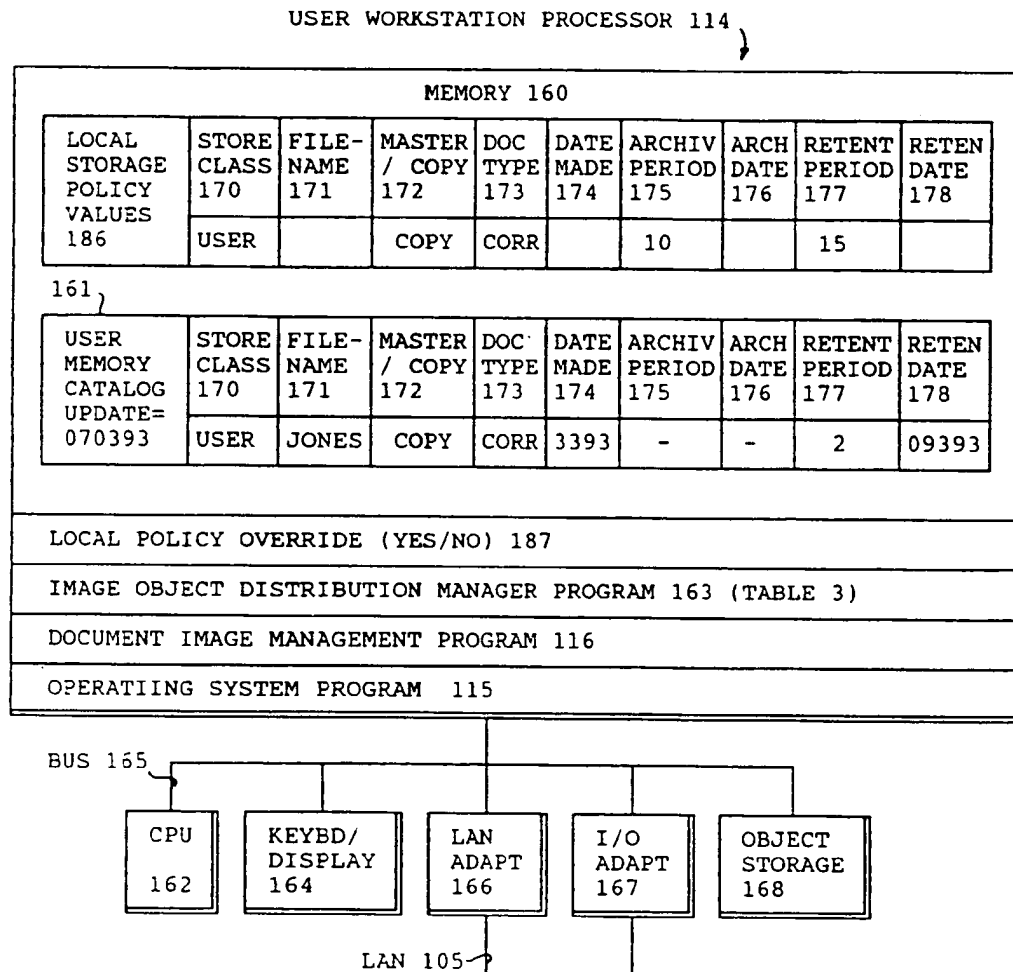 USER WORKSTATION PROCESSOR 114
MEMORY 160
LOCAL STORAGE POLICY VALUES 186
STORE CLASS 170
FILE- NAME 171
MASTER / COPY 172
DOC TYPE 173
DATE MADE 174
ARCHIV PERIOD 175
ARCH DATE 176
RETENT PERIOD 177
RETEN DATE 178
USER COPY CORR 10 15
161
USER MEMORY CATALOG UPDATE= 070393
STORE CLASS 170
FILE- NAME 171
MASTER / COPY 172
DOC TYPE 173
DATE MADE 174
ARCHIV PERIOD 175
ARCH DATE 176
RETENT PERIOD 177
RETEN DATE 178
USER JONES COPY CORR 3393 - - 2 09393
LOCAL POLICY OVERRIDE (YES/NO) 187
IMAGE OBJECT DISTRIBUTION MANAGER PROGRAM 163 (TABLE 3)
DOCUMENT IMAGE MANAGEMENT PROGRAM 116
OPERATIING SYSTEM PROGRAM 115
BUS 165
CPU 162
KEYBD/ DISPLAY 164
LAN ADAPT 166
I/O ADAPT 167
OBJECT STORAGE 168
LAN 105